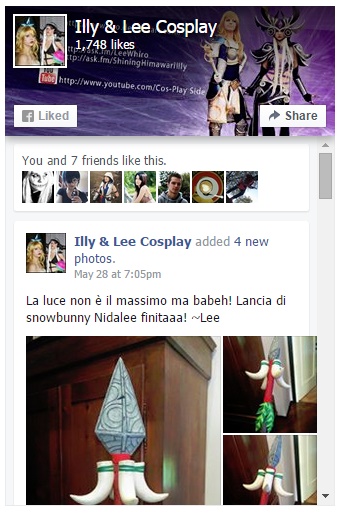 Illy & Lee Cosplay
1,748 likes
http://ask.fm/LeeWhiro
http://ask.fm/ShiningHimawariIlly
You Tube http://www.youtube.com/Cos-Play Side
Liked
Share
You and 7 friends like this.
Illy & Lee Cosplay added 4 new
photos.
May 28 at 7:05pm
La luce non è il massimo ma babeh! Lancia di
snowbunny Nidalee finitaaa! ~Lee